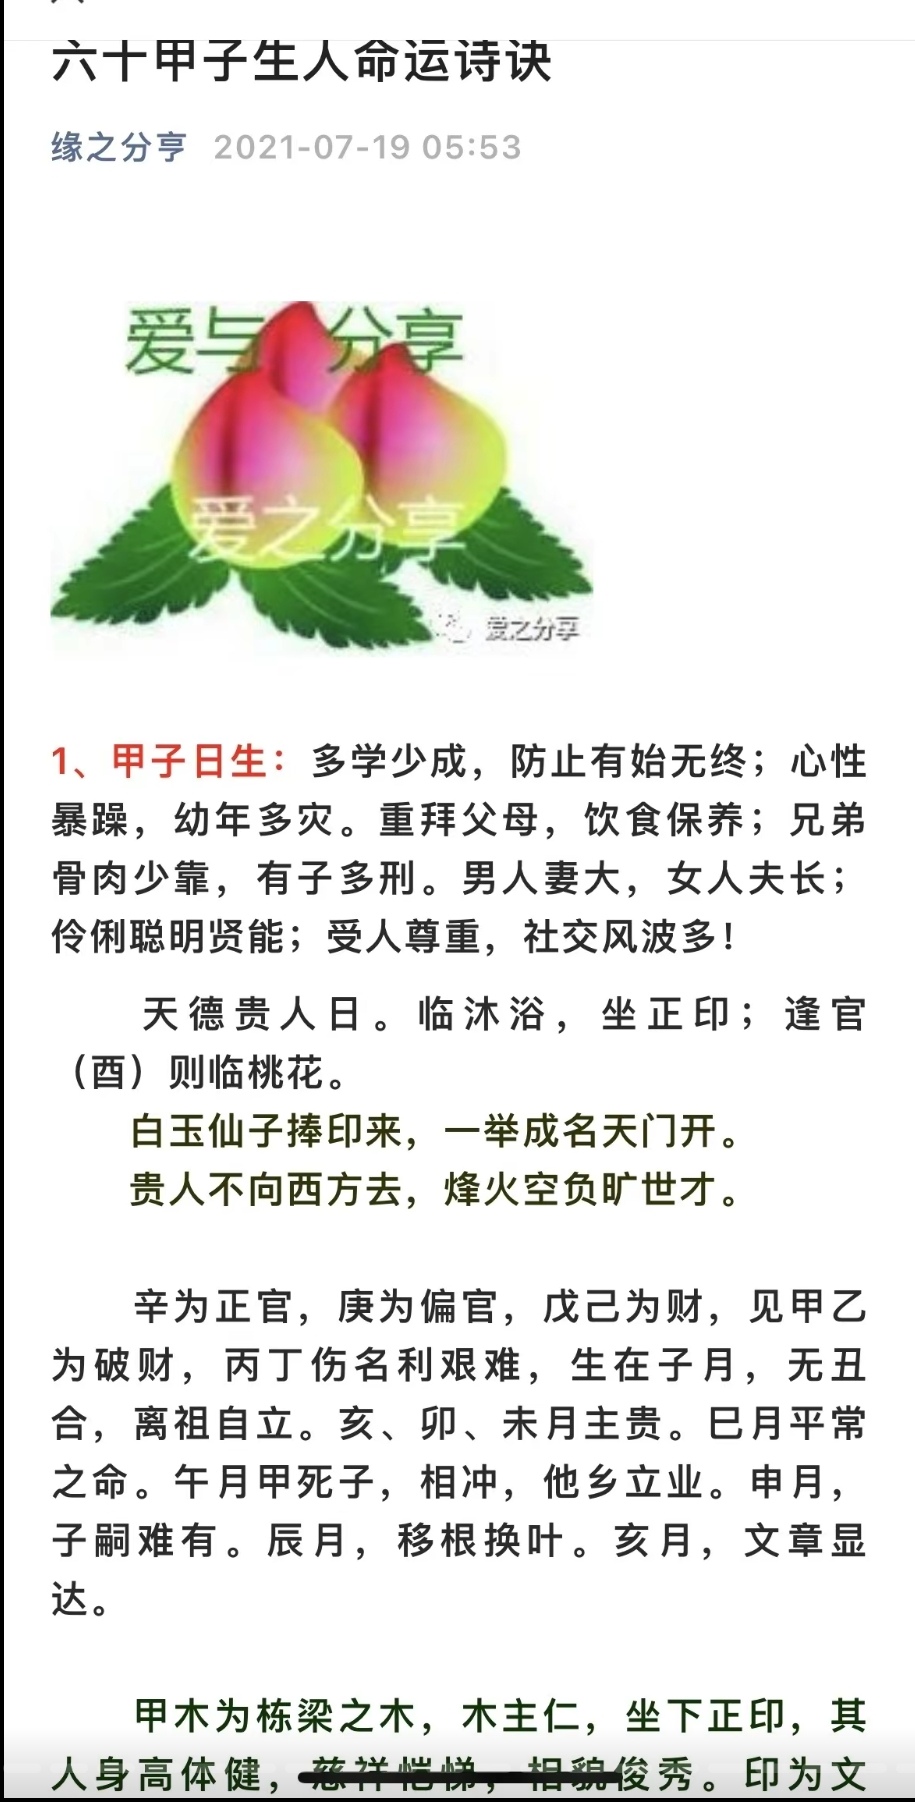 六十甲子生人命运诗诀
缘之分享 2021-07-19 05:53
爱与 分享
爱之分享
爱之分享
1、甲子日生：多学少成，防止有始无终；心性
暴躁，幼年多灾。重拜父母，饮食保养；兄弟
骨肉少靠，有子多刑。男人妻大，女人夫长；
伶俐聪明贤能；受人尊重，社交风波多！
天德贵人日。临沐浴，坐正印；逢官
（酉）则临桃花。
白玉仙子捧印来，一举成名天门开。
贵人不向西方去，烽火空负旷世才。
辛为正官，庚为偏官，戊己为财，见甲乙
为破财，丙丁伤名利艰难，生在子月，无丑
合，离祖自立。亥、卯、未月主贵。巳月平常
之命。午月甲死子，相冲，他乡立业。申月，
子嗣难有。辰月，移根换叶。亥月，文章显
达。
甲木为栋梁之木，木主仁，坐下正印，其
人身高体健，慈祥恺悌，相貌俊秀。印为文